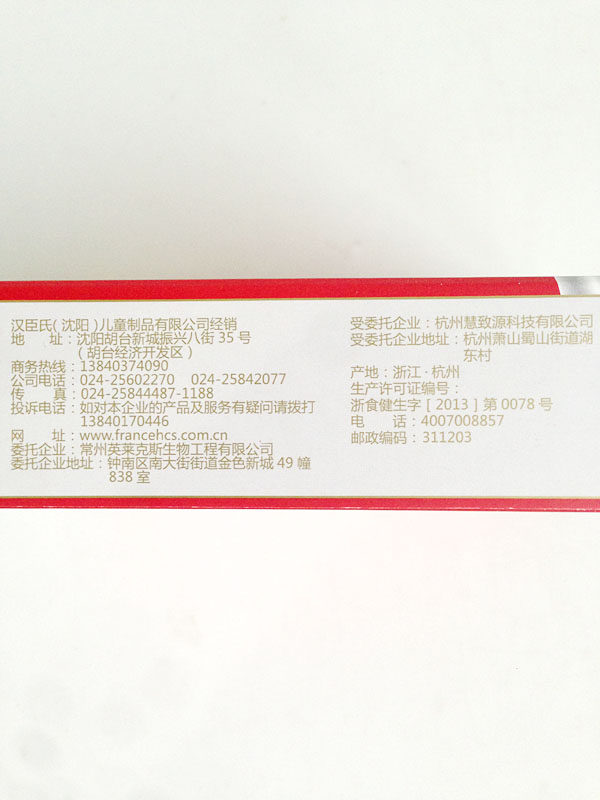 汉臣氏(沈阳)儿童制品有限公司经销
地 址：沈阳胡台新城振兴八街 35 号
(胡台经济开发区)
商务热线：13840374090
公司电话：024-25602270 024-25842077
传 真：024-25844487-1188
投诉电话：如对本企业的产品及服务有疑问请拨打
13840170446
网 址：www.francehcs.com.cn
委托企业：常州英莱克斯生物工程有限公司
委托企业地址：钟南区南大街街道金色新城 49 幢
838 室
受委托企业：杭州慧致源科技有限公司
受委托企业地址：杭州萧山蜀山街道湖
东村
产地：浙江·杭州
生产许可证编号：
浙食健生字 [ 2013 ] 第 0078 号
电 话：4007008857
邮政编码：311203